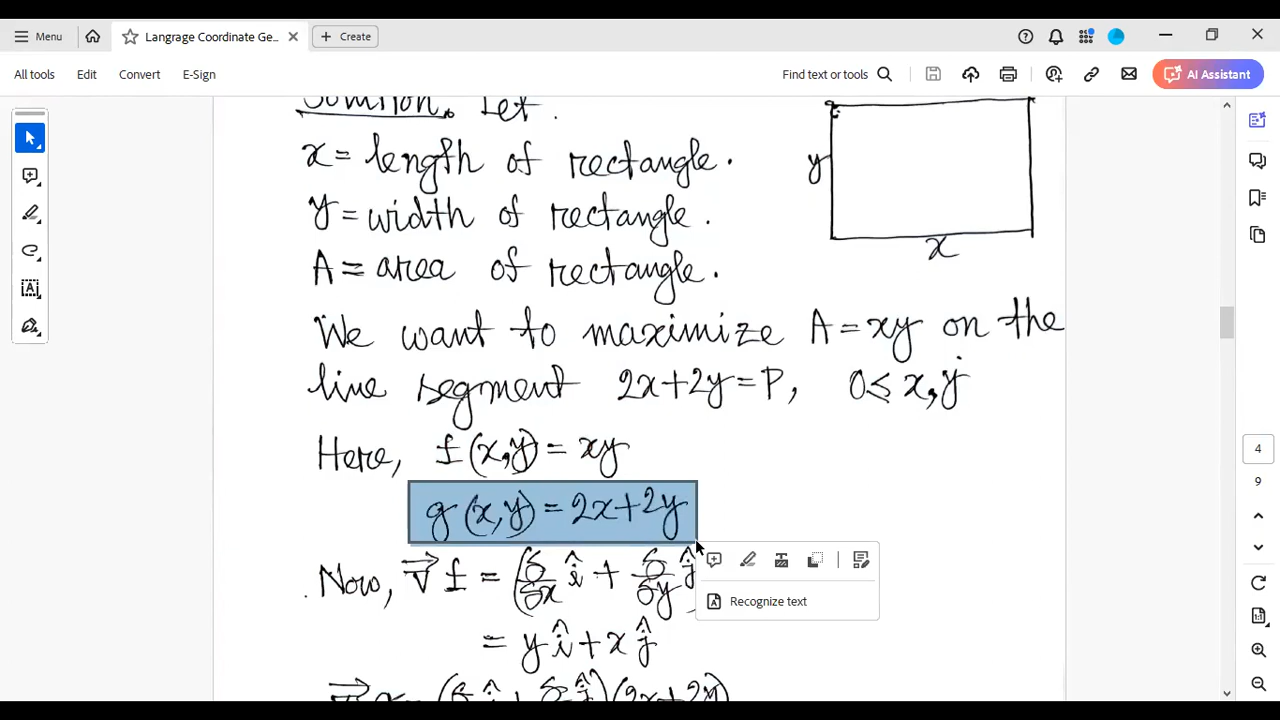 Menu
Langrage Coordinate Ge...
Create
All tools
Edit
Convert
E-Sign
Find text or tools
AI Assistant
Solution. Let
x = length of rectangle.
y = width of rectangle.
A = area of rectangle.
y
x
We want to maximize A = xy on the
line segment 2x+2y=P, 0≤ x,y
Here, f(x,y) = xy
g(x,y) = 2x+2y
Now, ∇⃗ f = (δ/δx î + δ/δy ĵ
= y î + x ĵ
Recognize text
4
9